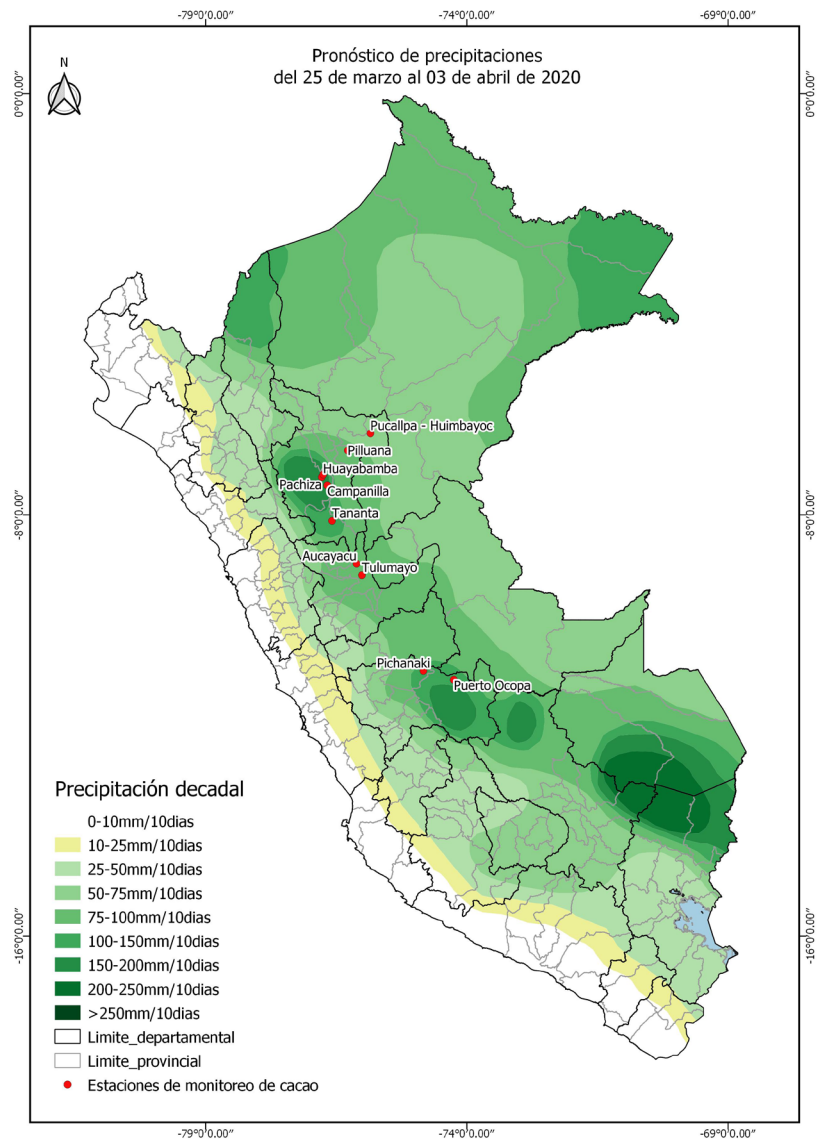 -79°0'0.00"
-74°0'0.00"
-69°0'0.00"
Pronóstico de precipitaciones
del 25 de marzo al 03 de abril de 2020
N
0°0'0.00"
0°0'0.00"
Pucallpa - Huimbayoc
Pilluana
Huayabamba
Pachiza
Campanilla
Tananta
-8°0'0.00"
-8°0'0.00"
Aucayacu
Tulumayo
Pichanaki
Puerto Ocopa
Precipitación decadal
0-10mm/10dias
10-25mm/10dias
25-50mm/10dias
50-75mm/10dias
75-100mm/10dias
100-150mm/10dias
150-200mm/10dias
200-250mm/10dias
>250mm/10dias
Limite_departamental
Limite_provincial
Estaciones de monitoreo de cacao
-16°0'0.00"
-16°0'0.00"
-79°0'0.00"
-74°0'0.00"
-69°0'0.00"